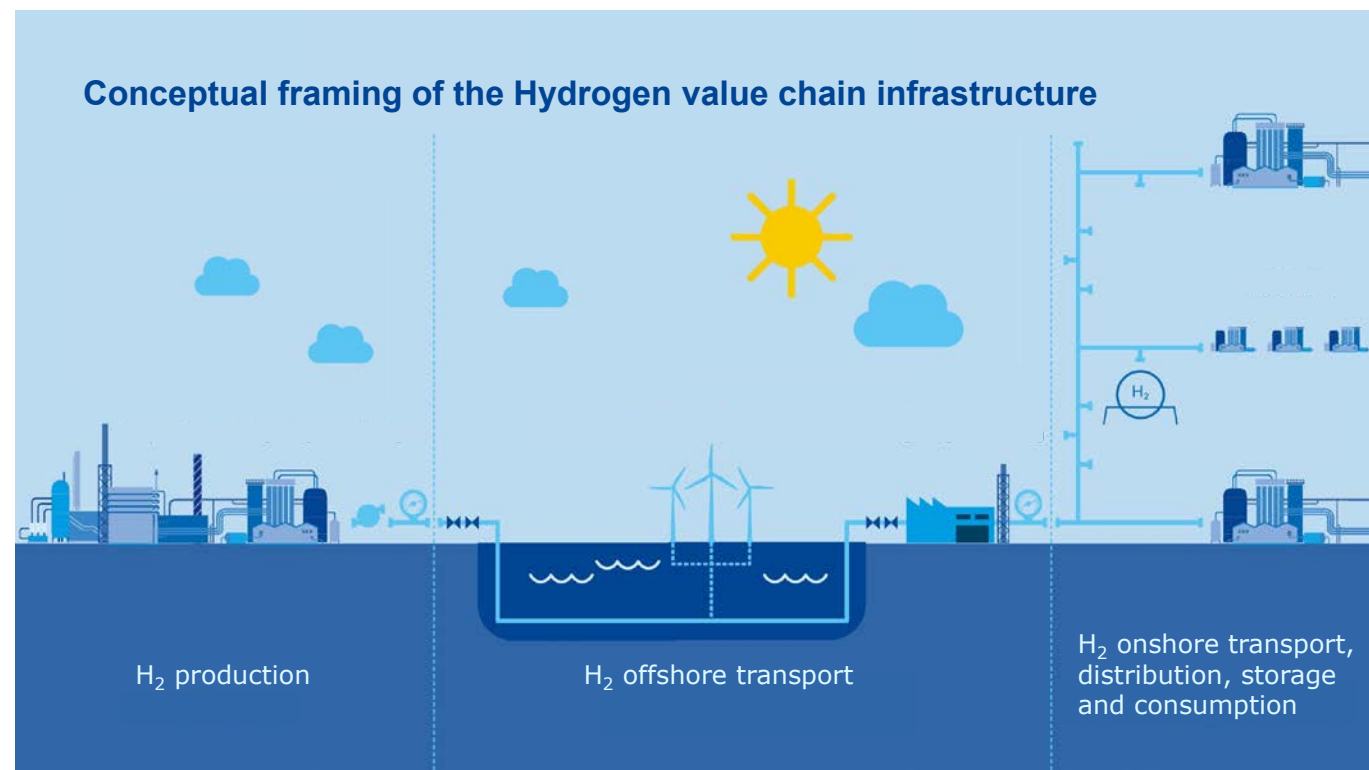 Conceptual framing of the Hydrogen value chain infrastructure
H₂
H₂ production
H₂ offshore transport
H₂ onshore transport,
distribution, storage
and consumption